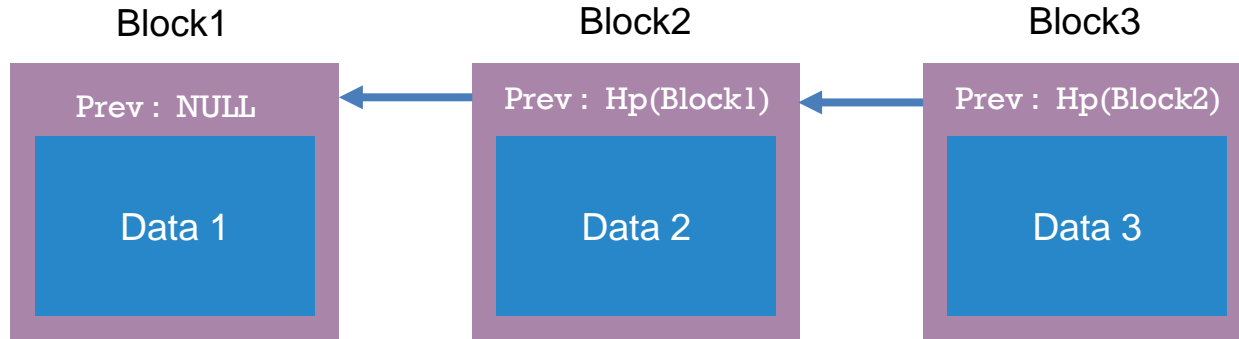 Block1
Block2
Block3
Prev : NULL
Prev : Hp(Block1)
Prev : Hp(Block2)
Data 1
Data 2
Data 3